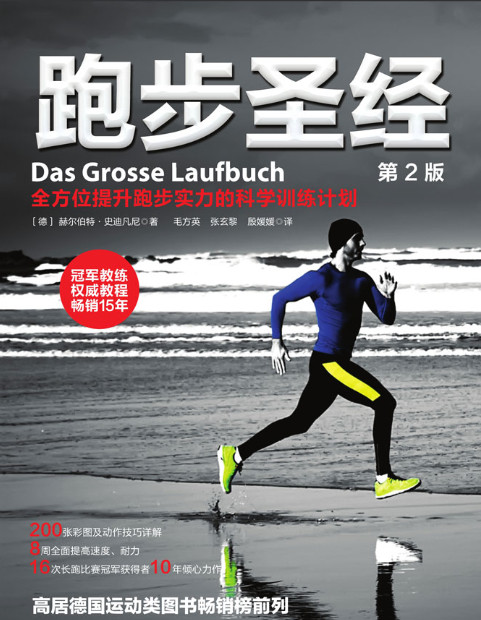 跑步圣经
Das Grosse Laufbuch
第2版
全方位提升跑步实力的科学训练计划
[德] 赫尔伯特·史迪凡尼 著 毛方英 张玄黎 殷媛媛 译
冠军教练
权威教程
畅销15年
200张彩图及动作技巧详解
8周全面提高速度、耐力
16次长跑比赛冠军获得者10年倾心力作
高居德国运动类图书畅销榜前列